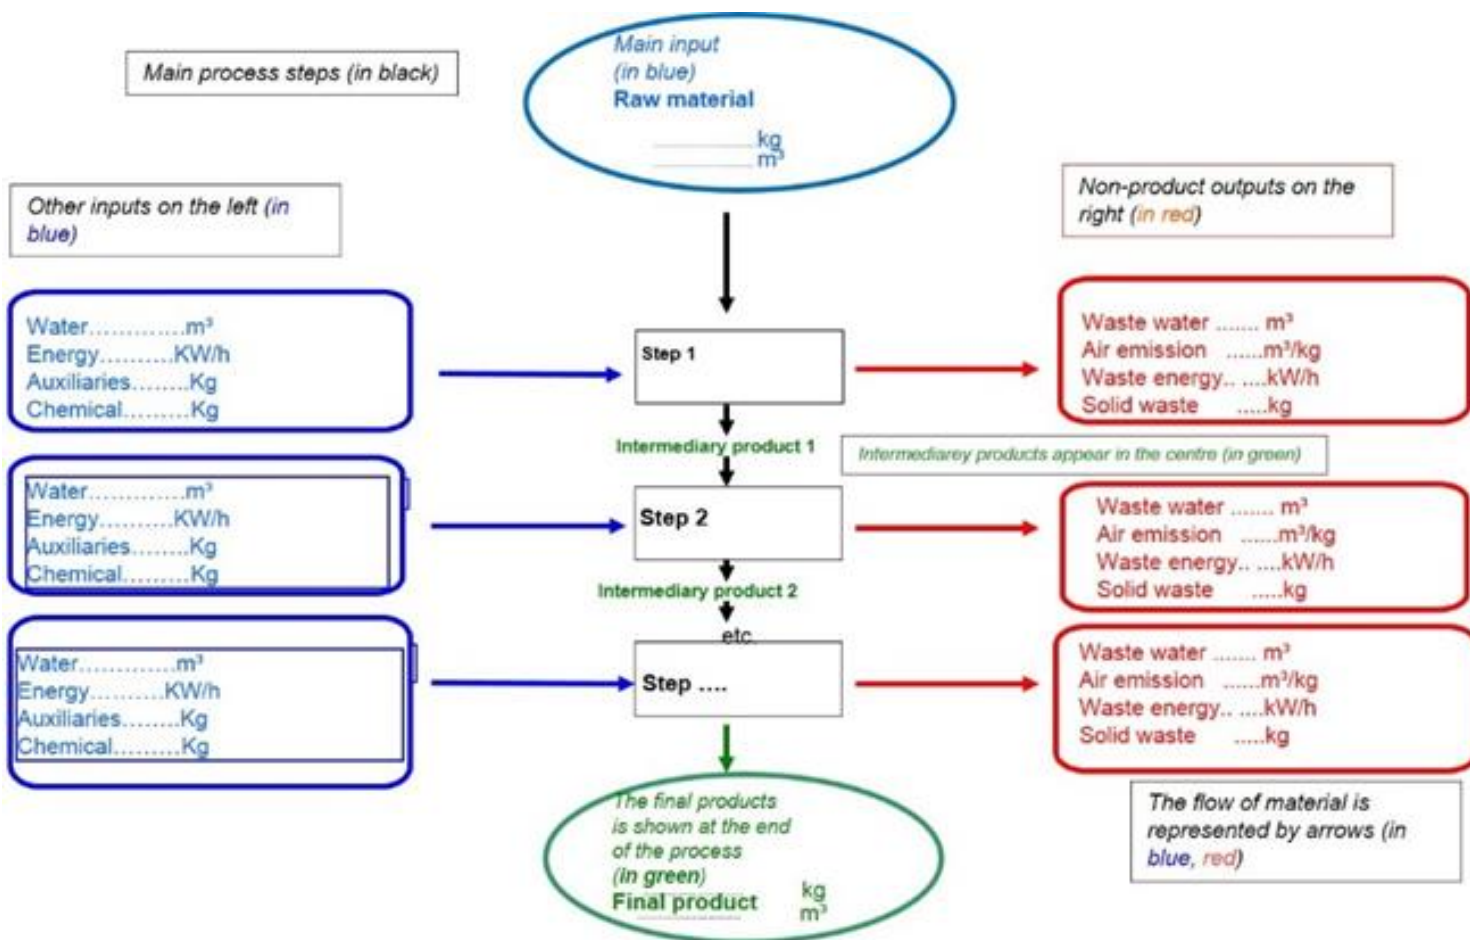 Main process steps (in black)
Main input
(in blue)
Raw material
.................... kg
.................... m³
Other inputs on the left (in
blue)
Non-product outputs on the
right (in red)
Water.............m³
Energy..........KW/h
Auxiliaries........Kg
Chemical.........Kg
Step 1
Waste water ....... m³
Air emission ......m³/kg
Waste energy.. ....kW/h
Solid waste .....kg
Intermediary product 1
Intermediarey products appear in the centre (in green)
Water.............m³
Energy..........KW/h
Auxiliaries........Kg
Chemical.........Kg
Step 2
Waste water ....... m³
Air emission ......m³/kg
Waste energy.. ....kW/h
Solid waste .....kg
Intermediary product 2
etc.
Water.............m³
Energy..........KW/h
Auxiliaries........Kg
Chemical.........Kg
Step ....
Waste water ....... m³
Air emission ......m³/kg
Waste energy.. ....kW/h
Solid waste .....kg
The final products
is shown at the end
of the process
(in green)
.................... kg
Final product
.................... m³
The flow of material is
represented by arrows (in
blue, red)